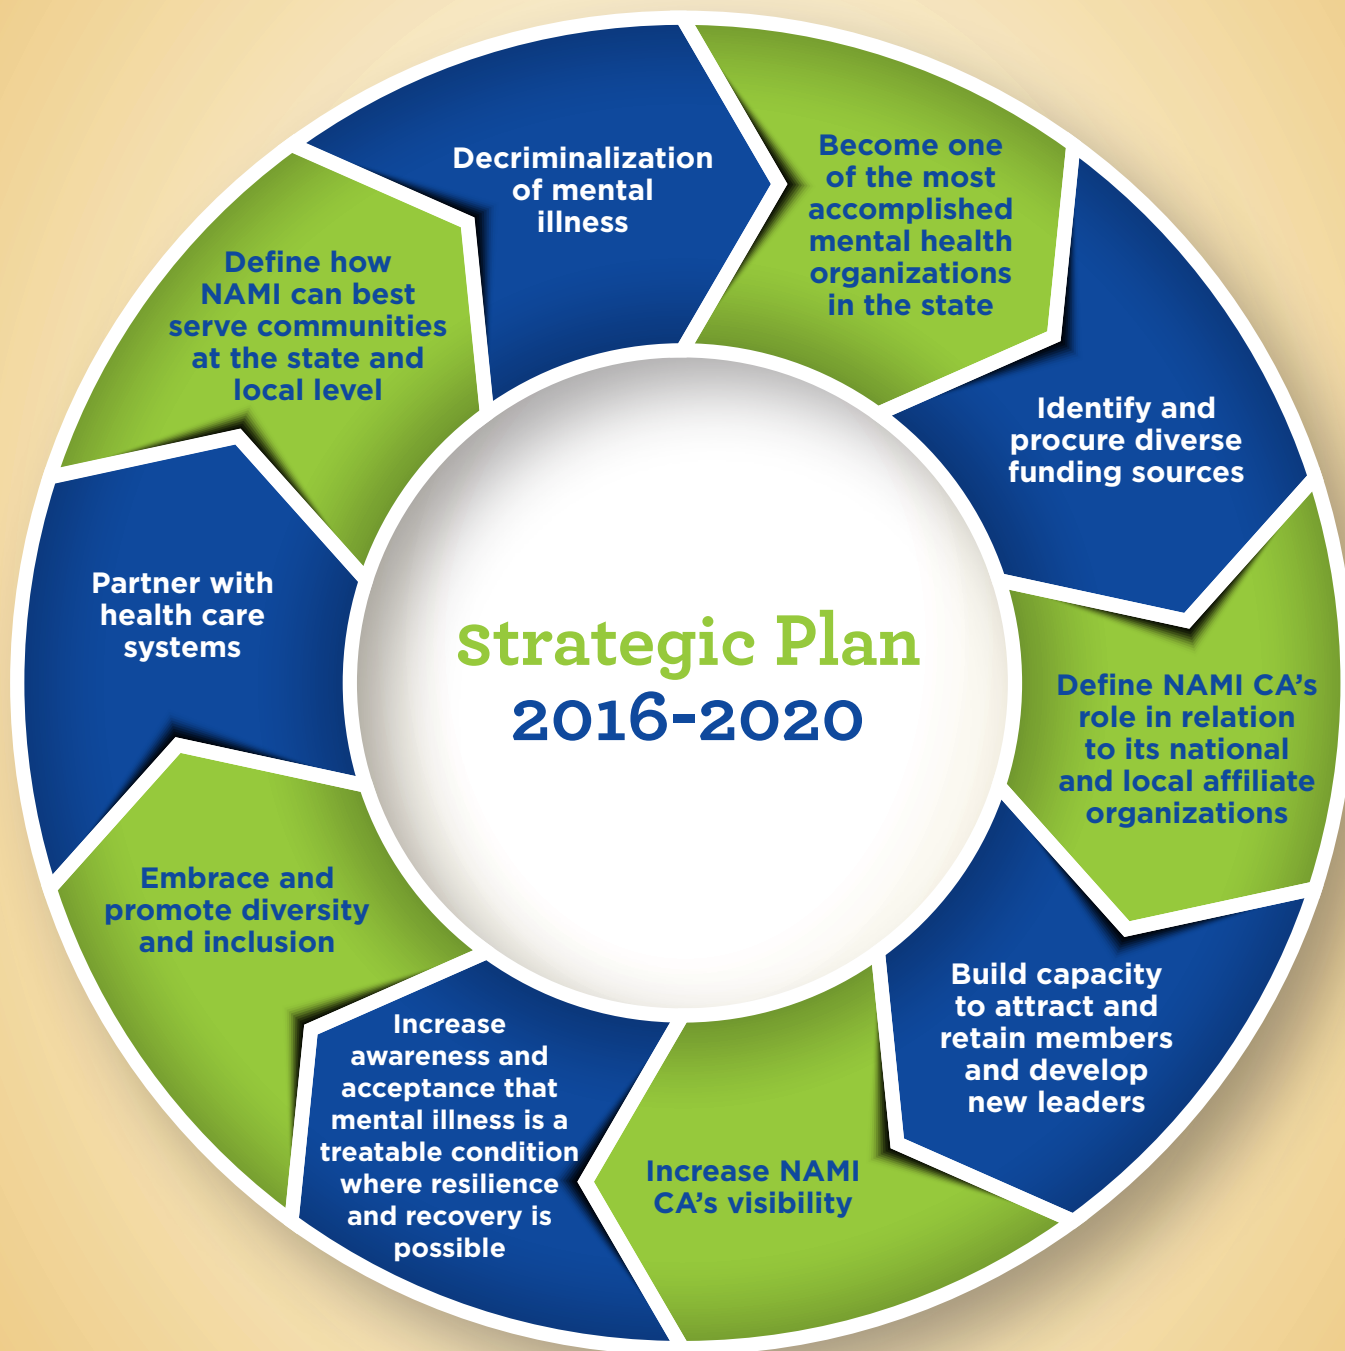 Decriminalization
of mental
illness
Become one
of the most
accomplished
mental health
organizations
in the state
Identify and
procure diverse
funding sources
Define NAMI CA's
role in relation
to its national
and local affiliate
organizations
Build capacity
to attract and
retain members
and develop
new leaders
Increase NAMI
CA's visibility
Increase
awareness and
acceptance that
mental illness is a
treatable condition
where resilience
and recovery is
possible
Embrace and
promote diversity
and inclusion
Partner with
health care
systems
Define how
NAMI can best
serve communities
at the state and
local level
Strategic Plan
2016-2020